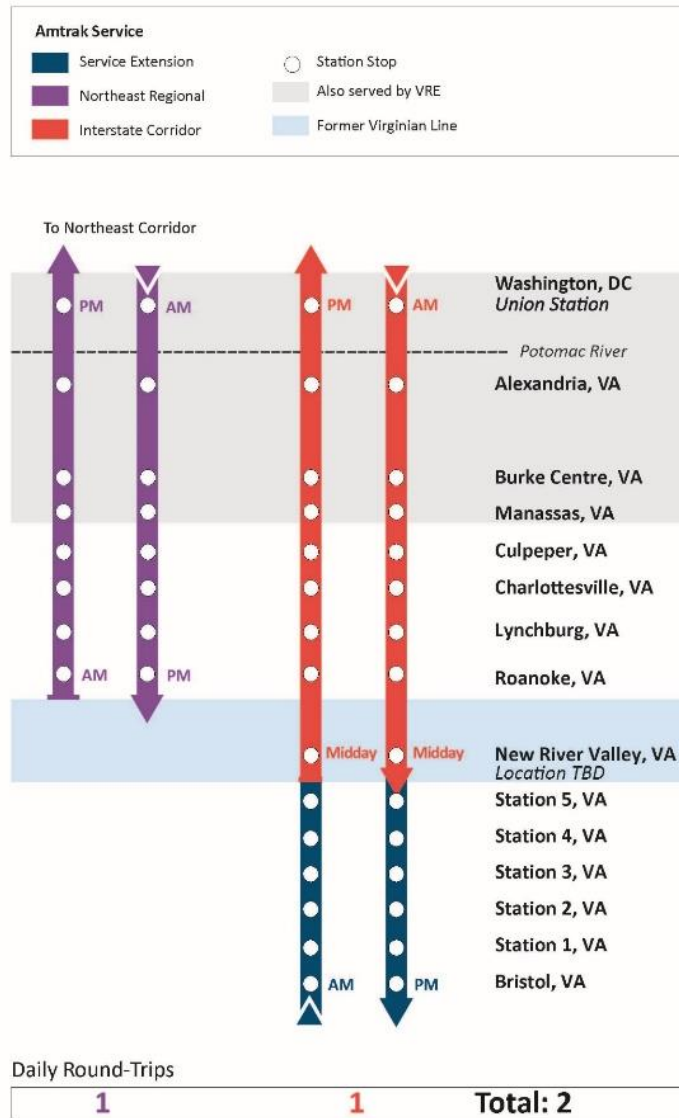 Amtrak Service
Service Extension
Station Stop
Northeast Regional
Also served by VRE
Interstate Corridor
Former Virginian Line
To Northeast Corridor
Washington, DC
PM AM PM AM Union Station
Potomac River
Alexandria, VA
Burke Centre, VA
Manassas, VA
Culpeper, VA
Charlottesville, VA
Lynchburg, VA
AM PM Roanoke, VA
Midday Midday New River Valley, VA
Location TBD
Station 5, VA
Station 4, VA
Station 3, VA
Station 2, VA
Station 1, VA
AM PM Bristol, VA
Daily Round-Trips
1 1 Total: 2